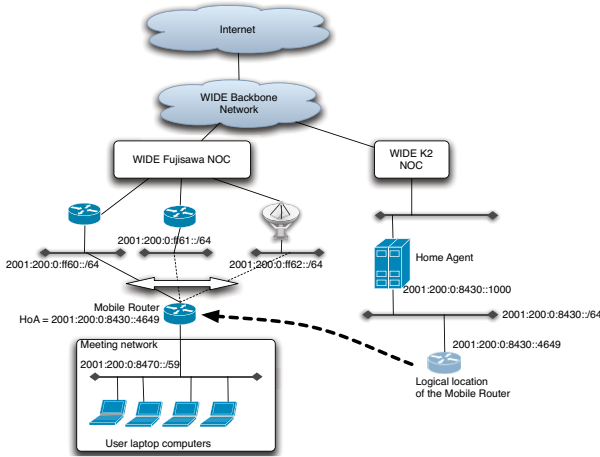 Internet
WIDE Backbone
Network
WIDE Fujisawa NOC
WIDE K2
NOC
2001:200:0:ff61::/64
2001:200:0:ff60::/64
2001:200:0:ff62::/64
Home Agent
2001:200:0:8430::1000
Mobile Router
HoA = 2001:200:0:8430::4649
2001:200:0:8430::/64
Meeting network
2001:200:0:8470::/59
2001:200:0:8430::4649
Logical location
of the Mobile Router
User laptop computers